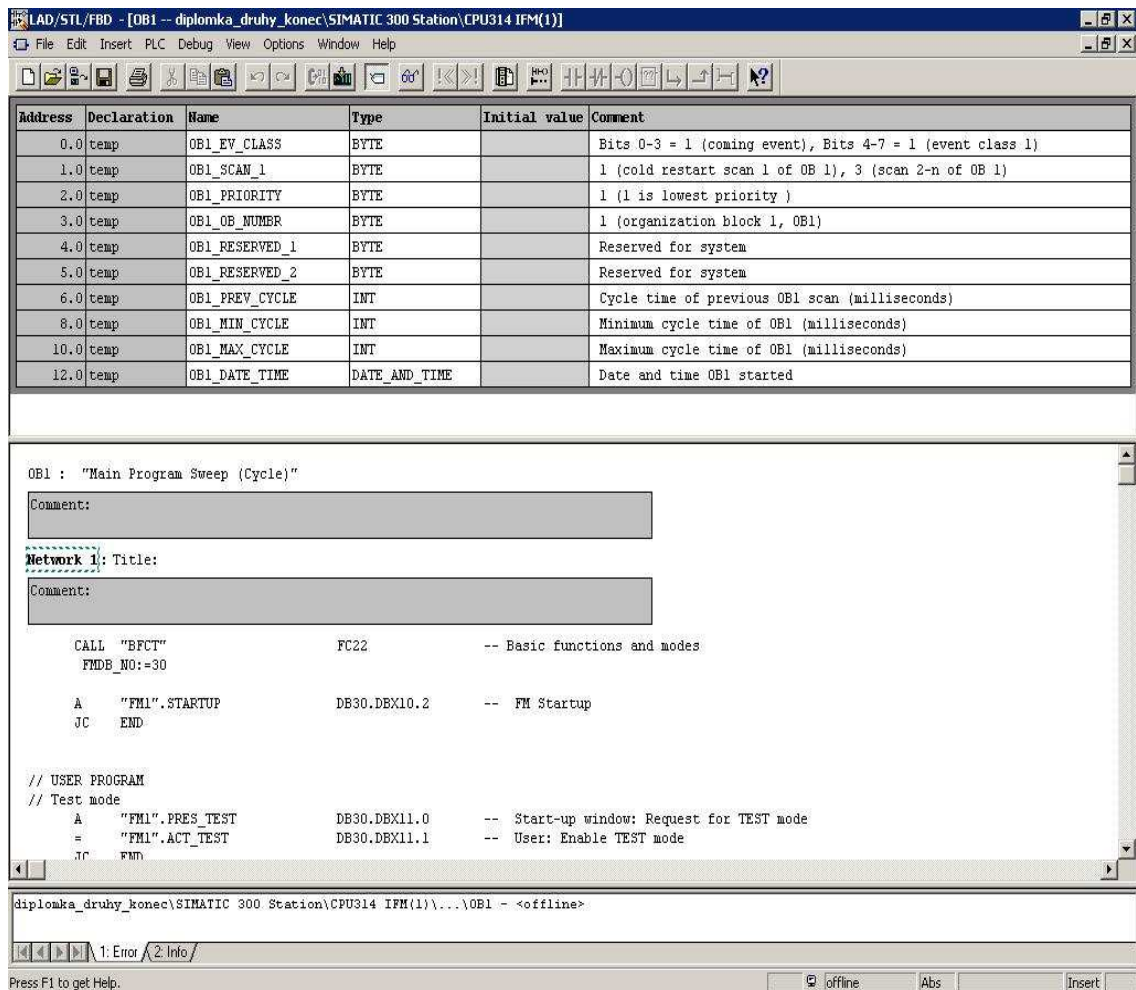 LAD/STL/FBD - [OB1 -- diplomka_druhy_konec\SIMATIC 300 Station\CPU314 IFM(1)]
File Edit Insert PLC Debug View Options Window Help
Address Declaration Name Type Initial value Comment
0.0 temp OB1_EV_CLASS BYTE Bits 0-3 = 1 (coming event), Bits 4-7 = 1 (event class 1)
1.0 temp OB1_SCAN_1 BYTE 1 (cold restart scan 1 of OB 1), 3 (scan 2-n of OB 1)
2.0 temp OB1_PRIORITY BYTE 1 (1 is lowest priority )
3.0 temp OB1_OB_NUMBR BYTE 1 (organization block 1, OB1)
4.0 temp OB1_RESERVED_1 BYTE Reserved for system
5.0 temp OB1_RESERVED_2 BYTE Reserved for system
6.0 temp OB1_PREV_CYCLE INT Cycle time of previous OB1 scan (milliseconds)
8.0 temp OB1_MIN_CYCLE INT Minimum cycle time of OB1 (milliseconds)
10.0 temp OB1_MAX_CYCLE INT Maximum cycle time of OB1 (milliseconds)
12.0 temp OB1_DATE_TIME DATE_AND_TIME Date and time OB1 started
OB1 : "Main Program Sweep (Cycle)"
Comment:
Network 1: Title:
Comment:
CALL "BFCT" FC22 -- Basic functions and modes
FMDB_NO:=30
A "FM1".STARTUP DB30.DBX10.2 -- FM Startup
JC END
// USER PROGRAM
// Test mode
A "FM1".PRES_TEST DB30.DBX11.0 -- Start-up window: Request for TEST mode
= "FM1".ACT_TEST DB30.DBX11.1 -- User: Enable TEST mode
JC END
diplomka_druhy_konec\SIMATIC 300 Station\CPU314 IFM(1)\...\OB1 - <offline>
1: Error 2: Info
Press F1 to get Help. offline Abs Insert